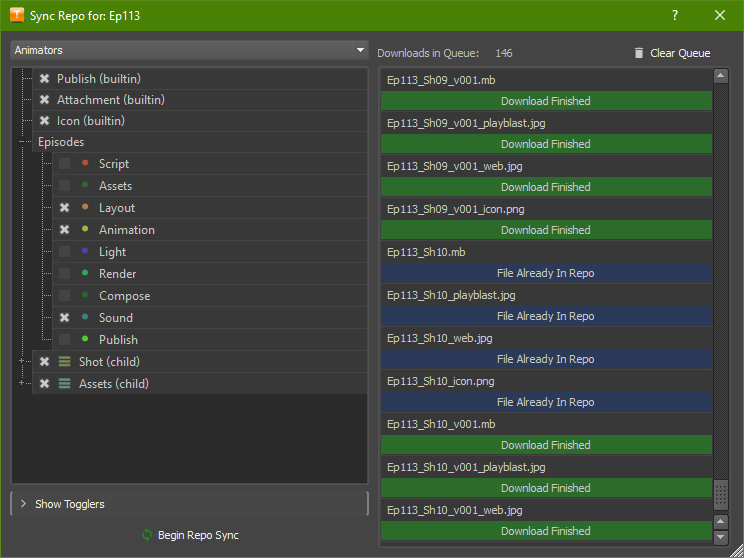 Sync Repo for: Ep113
?
Animators
Downloads in Queue: 146
Clear Queue
Publish (builtin)
Attachment (builtin)
Icon (builtin)
Episodes
Script
Assets
Layout
Animation
Light
Render
Compose
Sound
Publish
Shot (child)
Assets (child)
Show Togglers
Begin Repo Sync
Ep113_Sh09_v001.mb
Download Finished
Ep113_Sh09_v001_playblast.jpg
Download Finished
Ep113_Sh09_v001_web.jpg
Download Finished
Ep113_Sh09_v001_icon.png
Download Finished
Ep113_Sh10.mb
File Already In Repo
Ep113_Sh10_playblast.jpg
File Already In Repo
Ep113_Sh10_web.jpg
File Already In Repo
Ep113_Sh10_icon.png
File Already In Repo
Ep113_Sh10_v001.mb
Download Finished
Ep113_Sh10_v001_playblast.jpg
Download Finished
Ep113_Sh10_v001_web.jpg
Download Finished